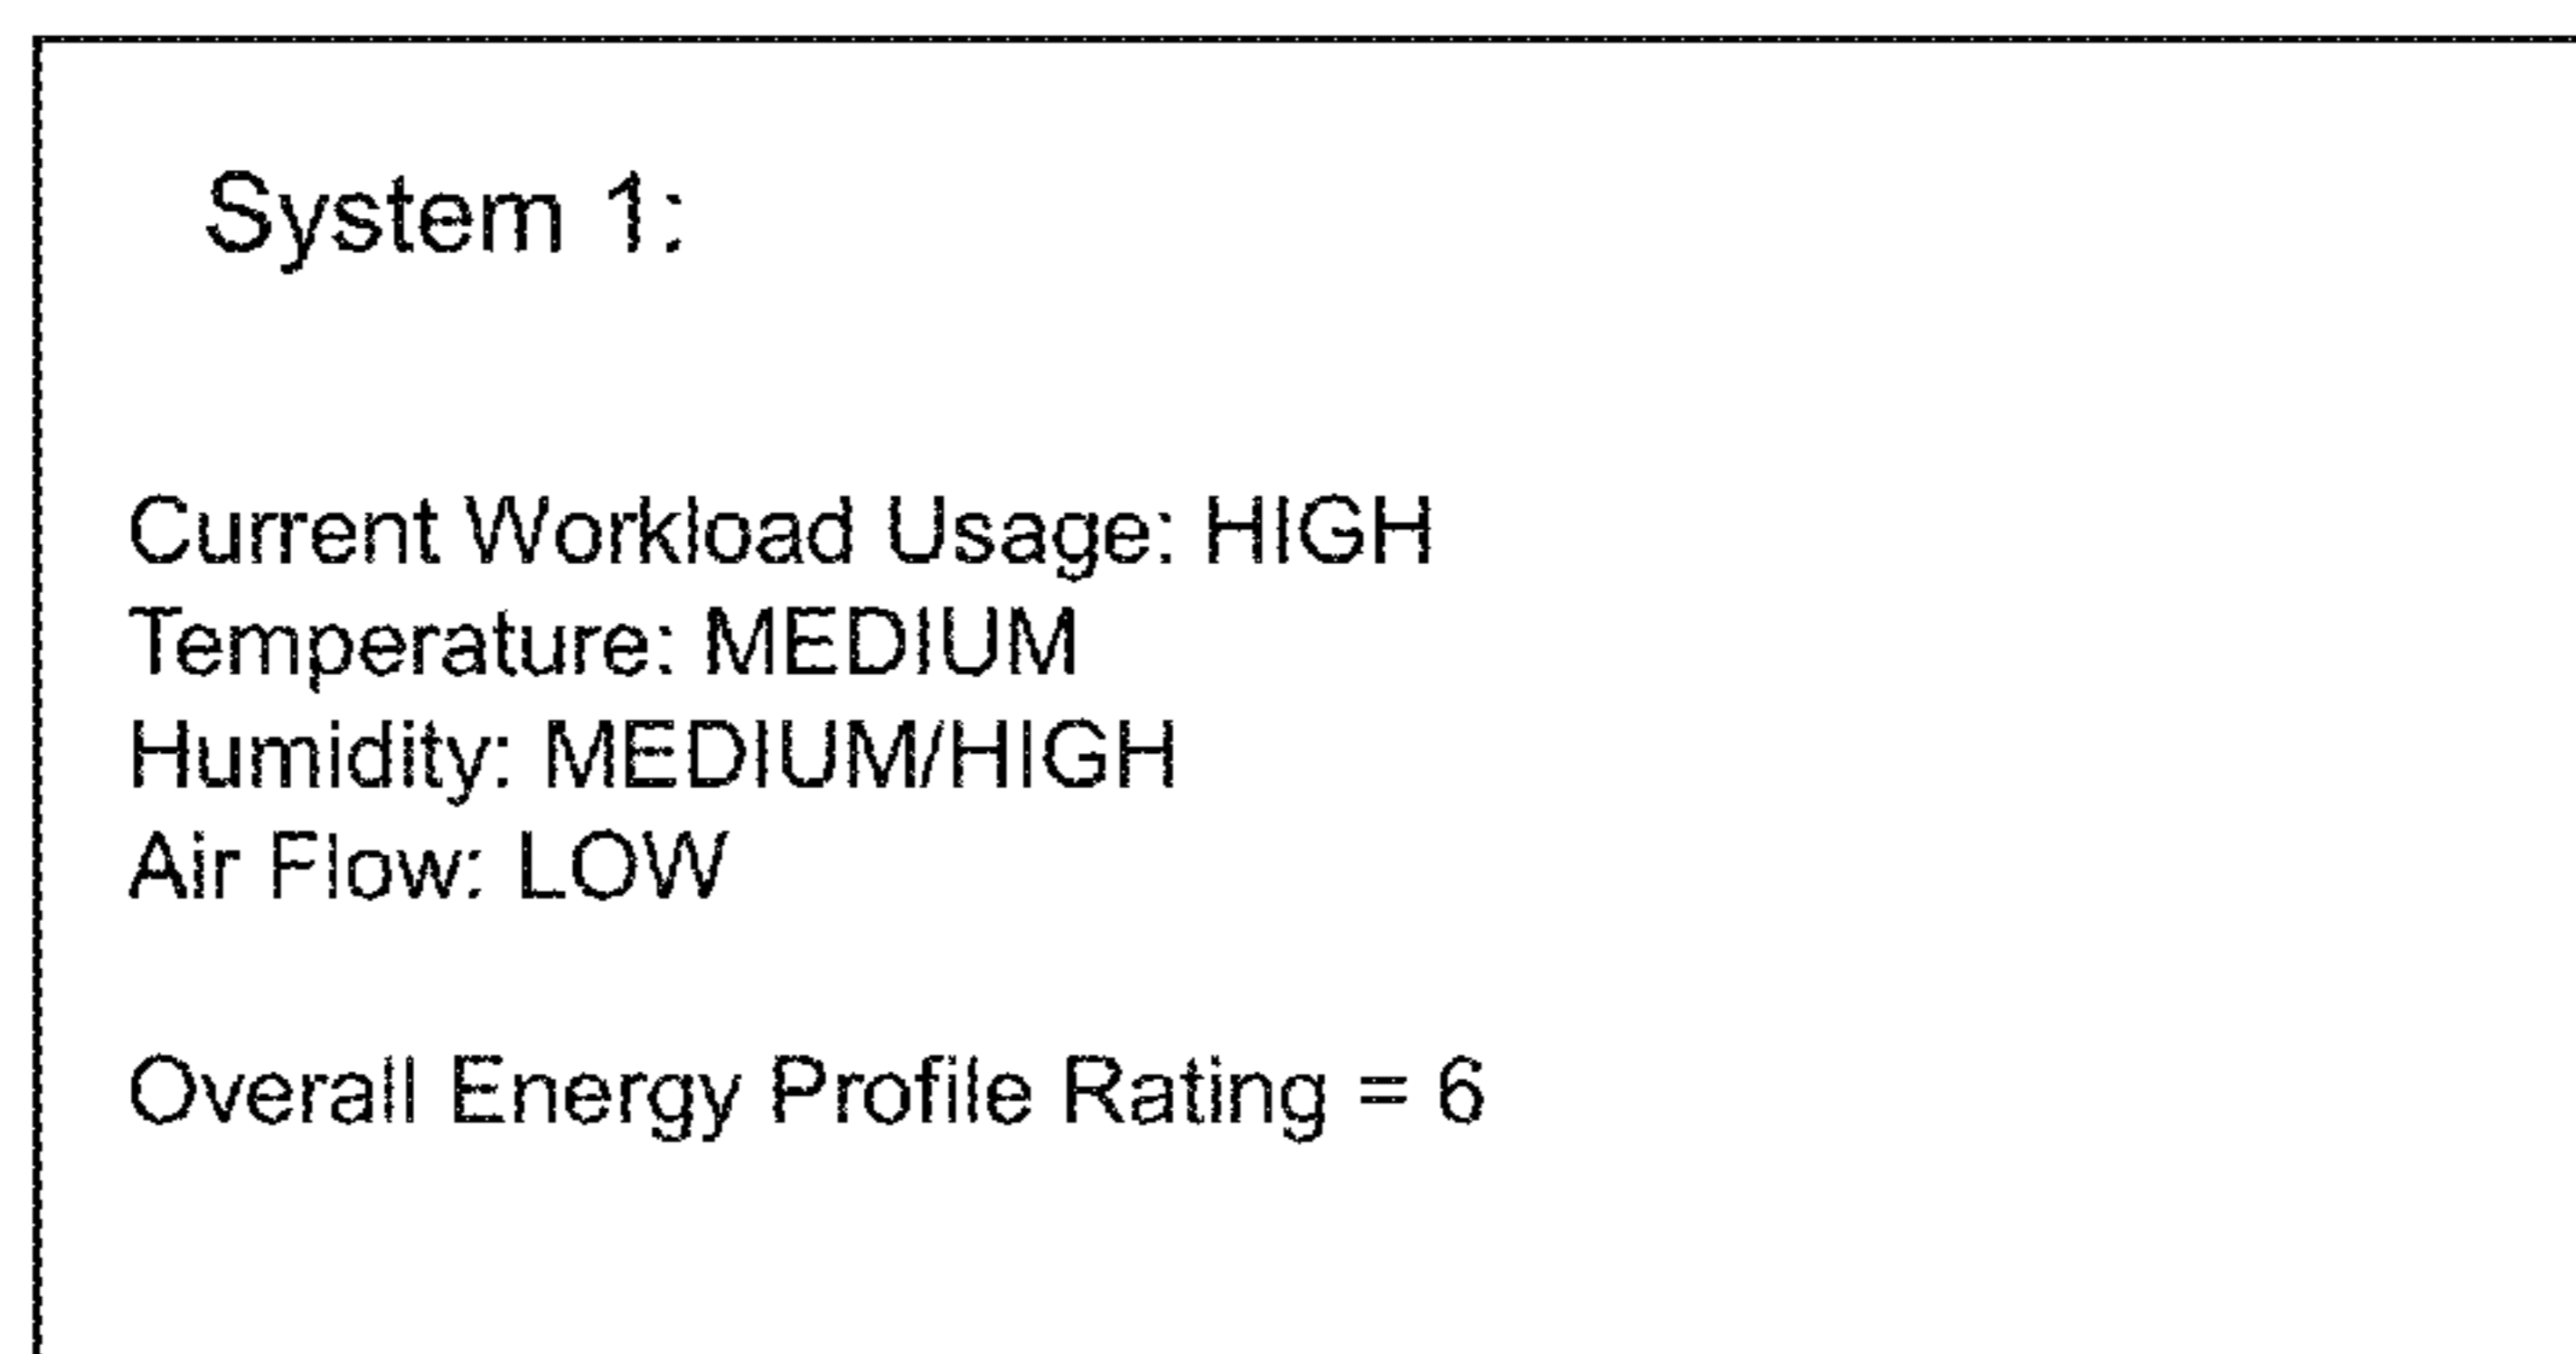 System 1:
Current Workload Usage: HIGH
Temperature: MEDIUM
Humidity: MEDIUM/HIGH
Air Flow: LOW
Overall Energy Profile Rating = 6